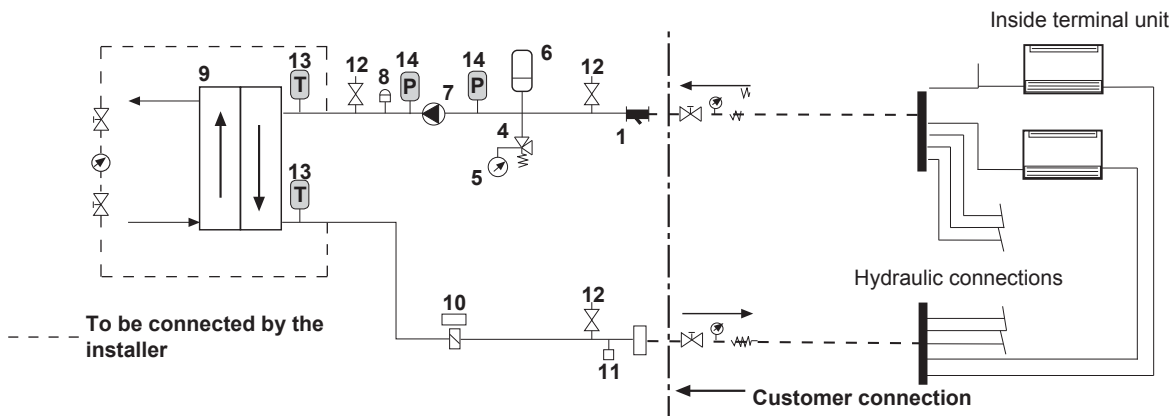 Inside terminal unit
13
12
14
14
6
12
9
8
7
T
P
P
4
1
5
13
T
Hydraulic connections
10
12
To be connected by the
installer
11
Customer connection